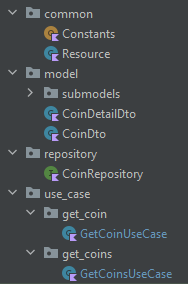 common
Constants
Resource
model
submodels
CoinDetailDto
CoinDto
repository
CoinRepository
use_case
get_coin
GetCoinUseCase
get_coins
GetCoinsUseCase